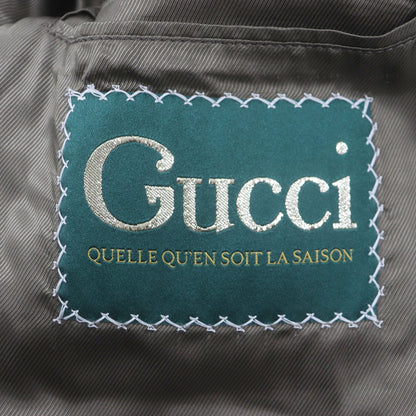 Gucci
QUELLE QU'EN SOIT LA SAISON